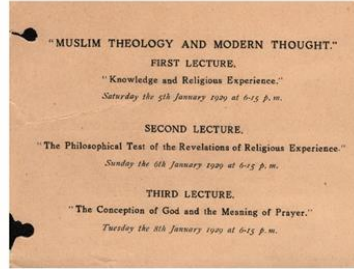 "MUSLIM THEOLOGY AND MODERN THOUGHT."
FIRST LECTURE.
"Knowledge and Religious Experience."
Saturday the 5th January 1929 at 6-15 p. m.
SECOND LECTURE.
"The Philosophical Test of the Revelations of Religious Experience."
Sunday the 6th January 1929 at 6-15 p. m.
THIRD LECTURE.
"The Conception of God and the Meaning of Prayer."
Tuesday the 8th January 1929 at 6-15 p. m.